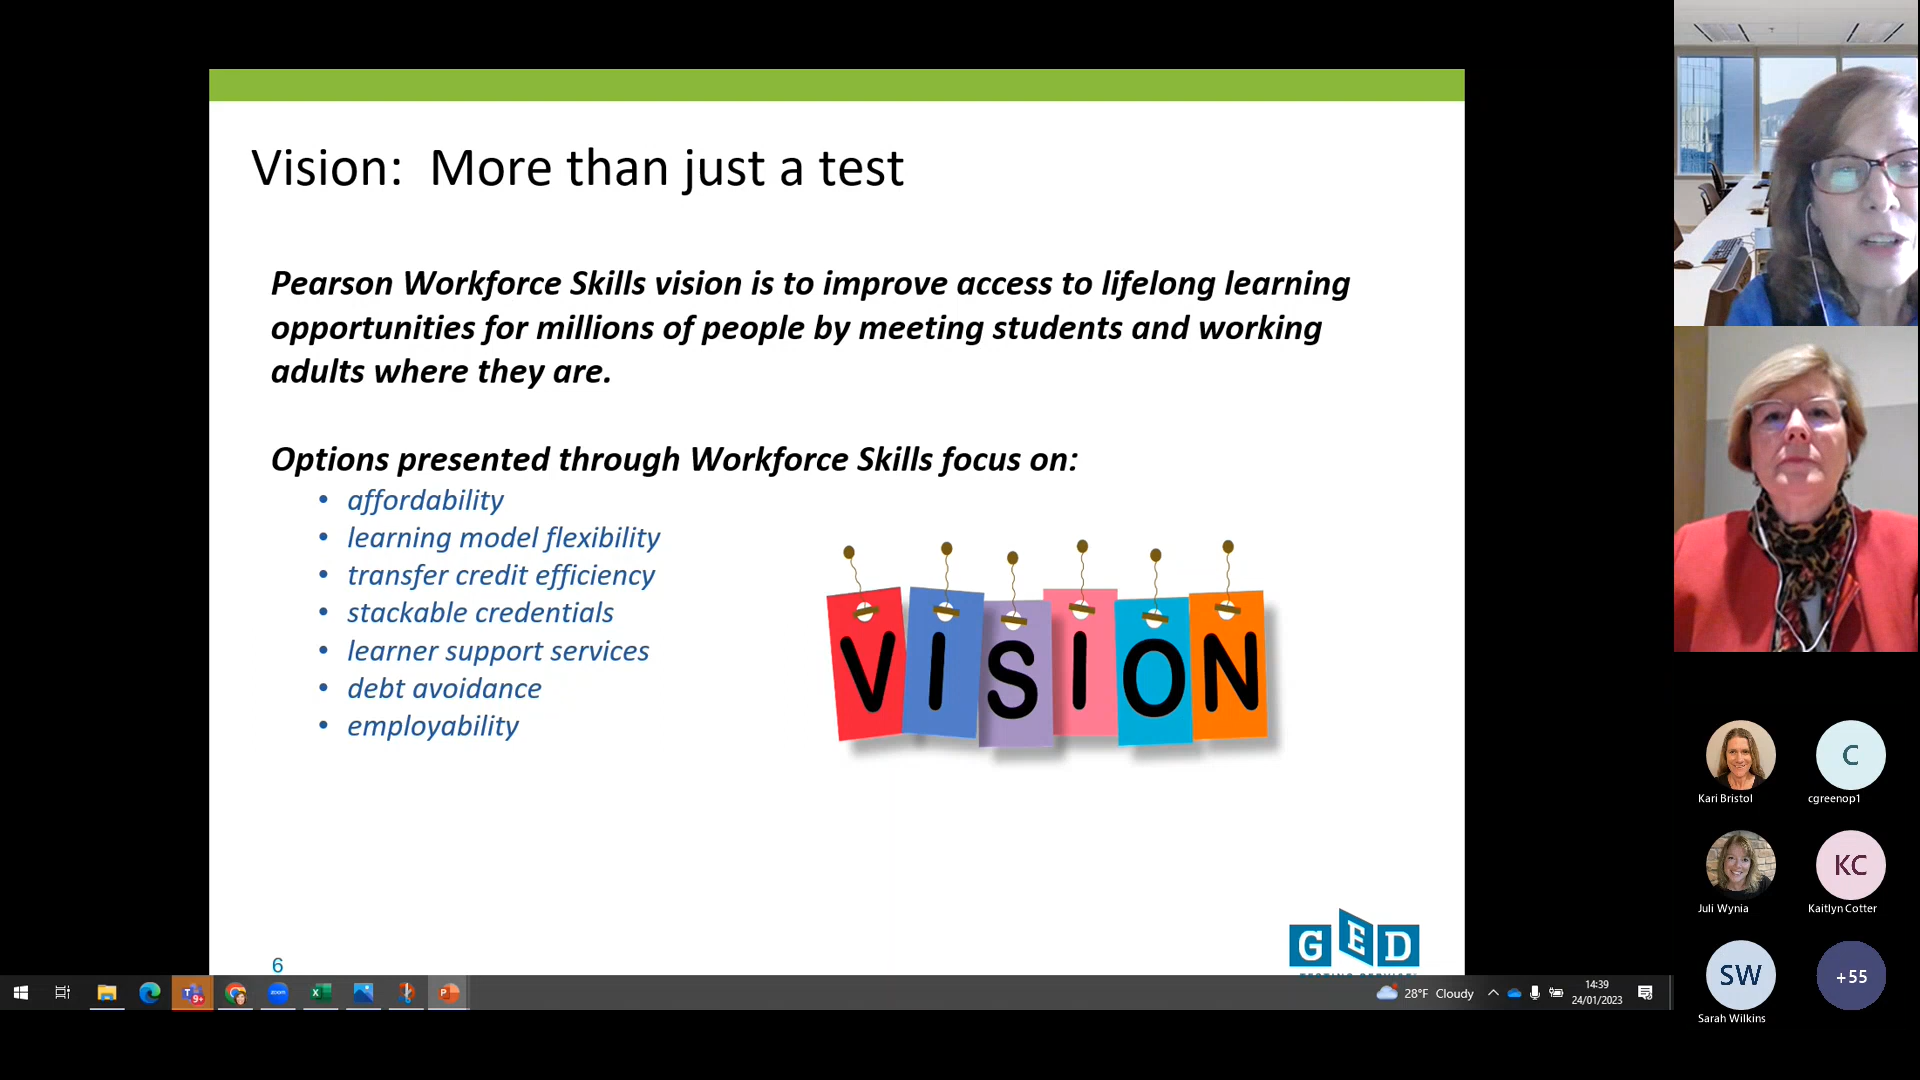 Vision: More than just a test
Pearson Workforce Skills vision is to improve access to lifelong learning
opportunities for millions of people by meeting students and working
adults where they are.
Options presented through Workforce Skills focus on:
• affordability
• learning model flexibility
• transfer credit efficiency
• stackable credentials
• learner support services
• debt avoidance
• employability
VISION
GED
6
28°F Cloudy
14:39
24/01/2023
Kari Bristol
C
cgreenop1
Juli Wynia
KC
Kaitlyn Cotter
SW
Sarah Wilkins
+55